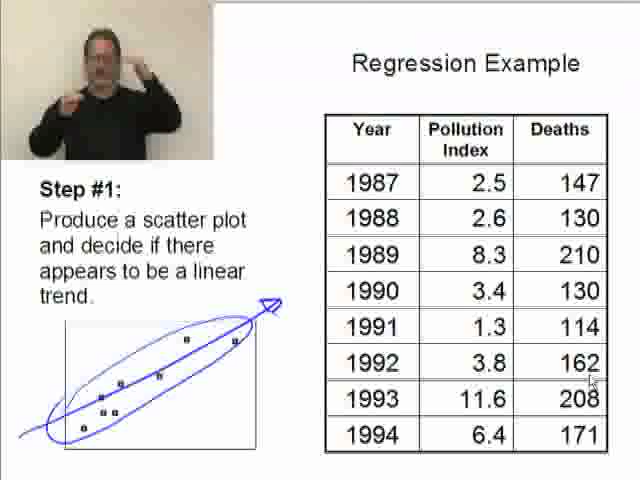 Regression Example
Step #1:
Produce a scatter plot
and decide if there
appears to be a linear
trend.
Year Pollution Index Deaths
1987 2.5 147
1988 2.6 130
1989 8.3 210
1990 3.4 130
1991 1.3 114
1992 3.8 162
1993 11.6 208
1994 6.4 171